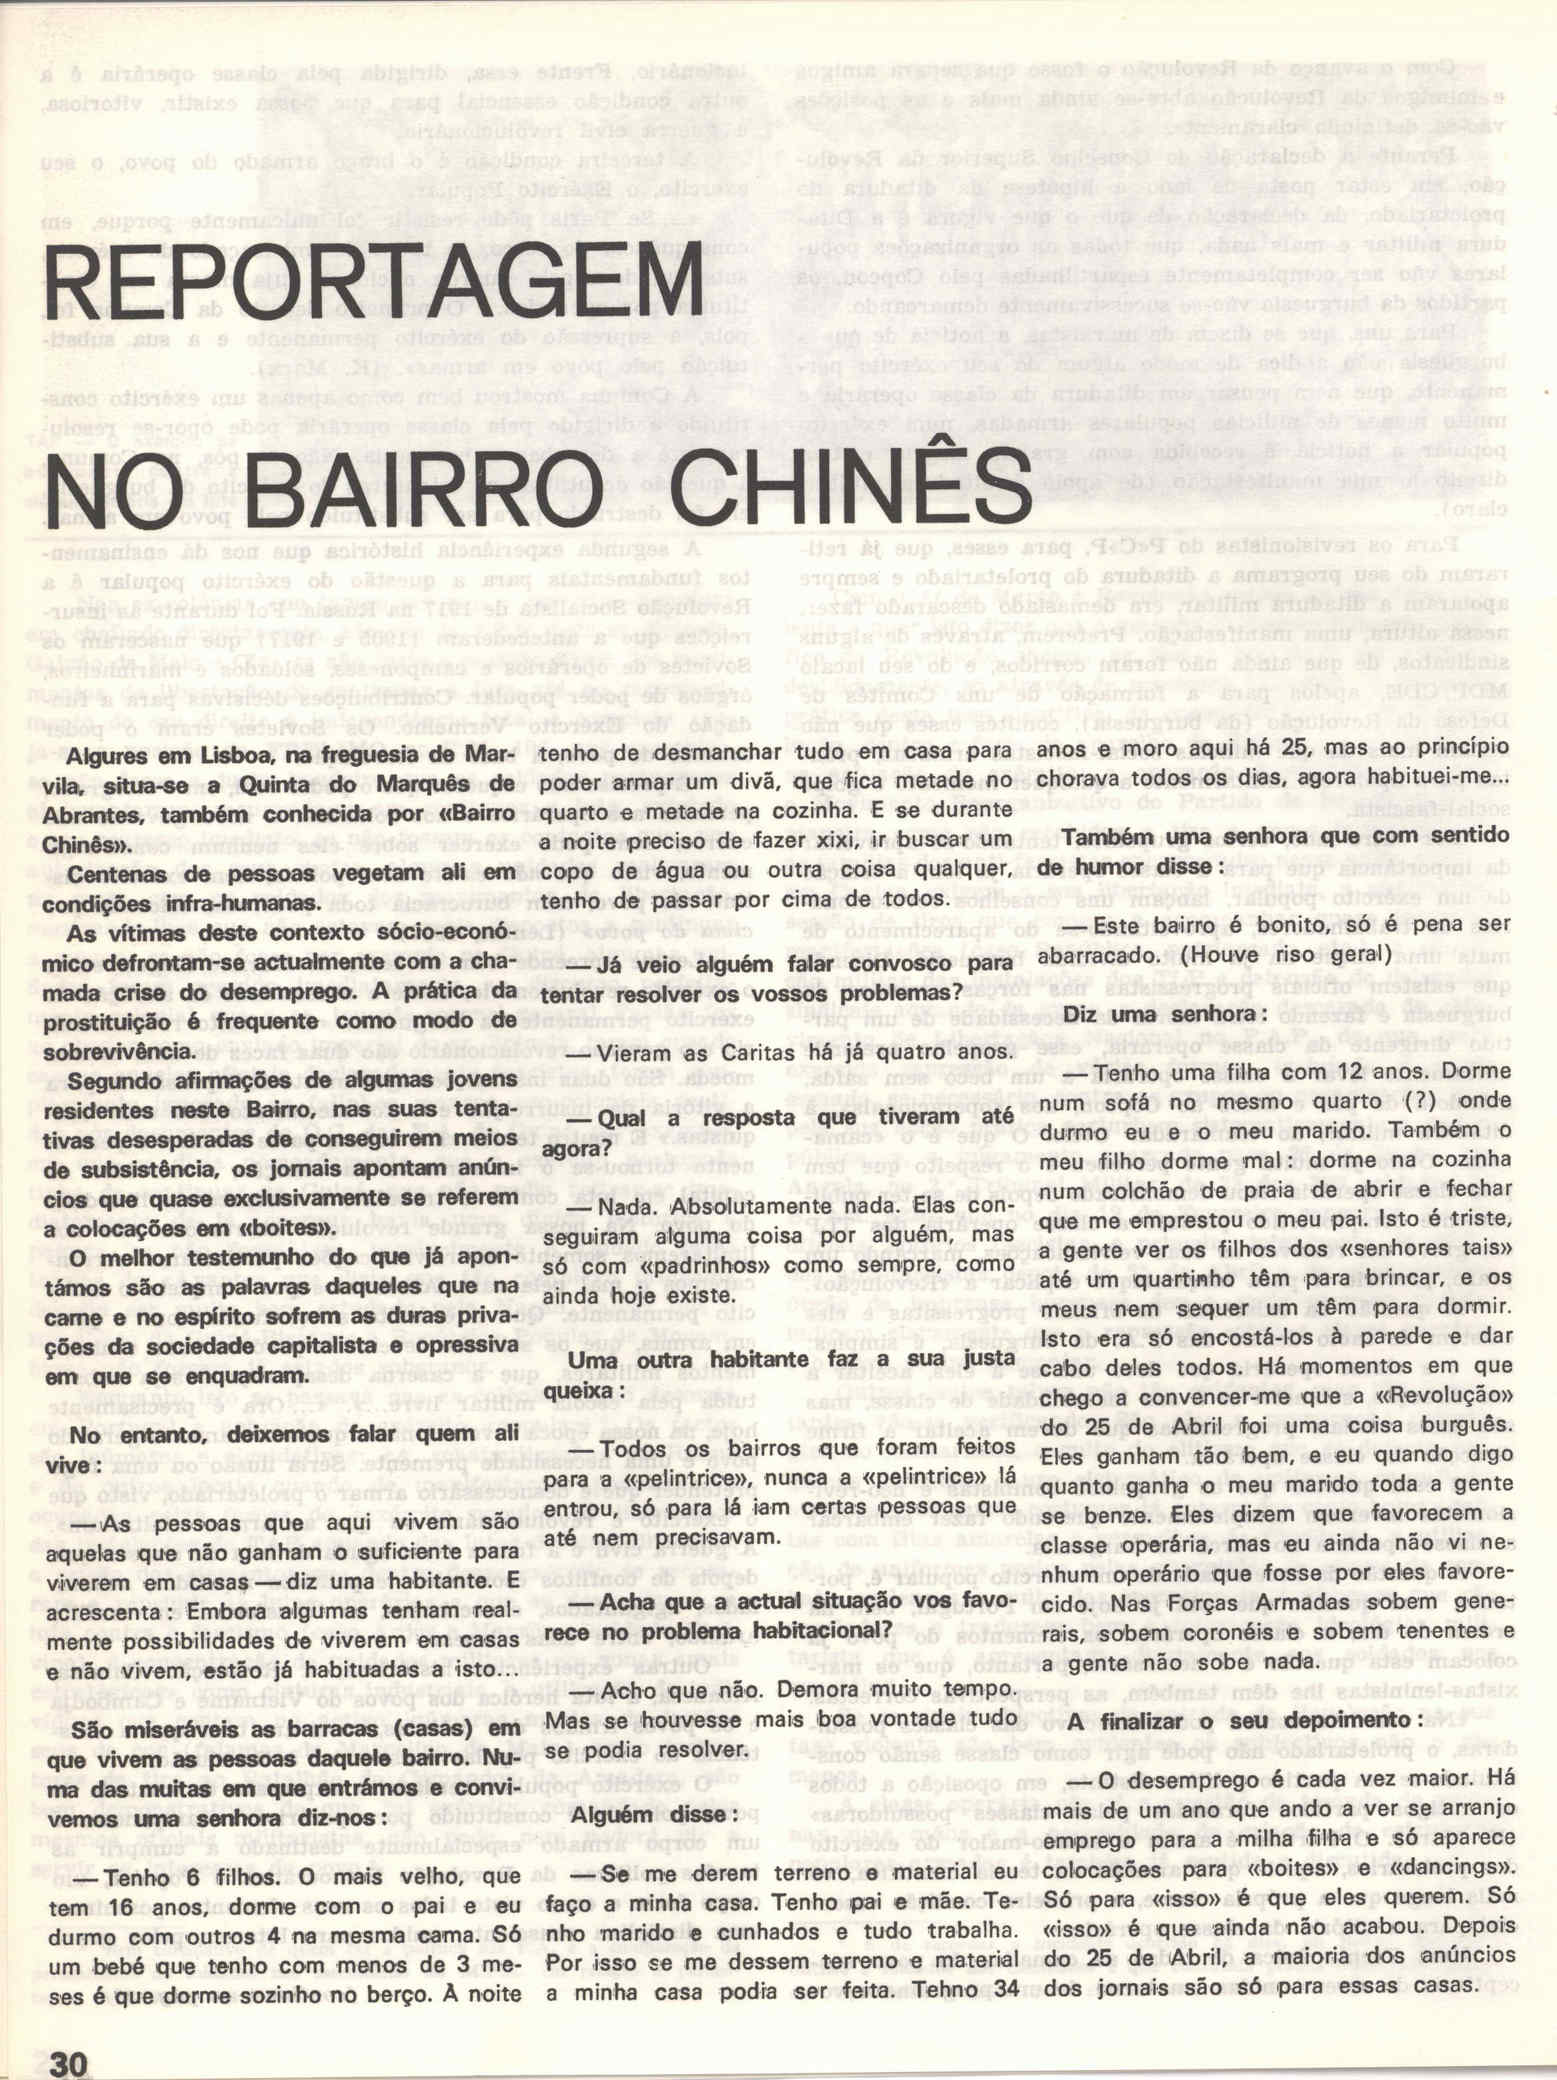 REPORTAGEM
NO BAIRRO CHINÊS
Algures em Lisboa, na freguesia de Mar-
vila, situa-se a Quinta do Marquês de
Abrantes, também conhecida por «Bairro
Chinês».
Centenas de pessoas vegetam ali em
condições infra-humanas.
As vítimas deste contexto sócio-econó-
mico defrontam-se actualmente com a cha-
mada crise do desemprego. A prática da
prostituição é frequente como modo de
sobrevivência.
Segundo afirmações de algumas jovens
residentes neste Bairro, nas suas tenta-
tivas desesperadas de conseguirem meios
de subsistência, os jornais apontam anún-
cios que quase exclusivamente se referem
a colocações em «boites».
O melhor testemunho do que já apon-
támos são as palavras daqueles que na
carne e no espírito sofrem as duras priva-
ções da sociedade capitalista e opressiva
em que se enquadram.
No entanto, deixemos falar quem ali
vive:
—As pessoas que aqui vivem são
aquelas que não ganham o suficiente para
viverem em casas—diz uma habitante. E
acrescenta: Embora algumas tenham real-
mente possibilidades de viverem em casas
e não vivem, estão já habituadas a isto...
São miseráveis as barracas (casas) em
que vivem as pessoas daquele bairro. Nu-
ma das muitas em que entrámos e convi-
vemos uma senhora diz-nos:
—Tenho 6 filhos. O mais velho, que
tem 16 anos, dorme com o pai e eu
durmo com outros 4 na mesma cama. Só
um bebé que tenho com menos de 3 me-
ses é que dorme sozinho no berço. À noite
tenho de desmanchar tudo em casa para
poder armar um divã, que fica metade no
quarto e metade na cozinha. E se durante
a noite preciso de fazer xixi, ir buscar um
copo de água ou outra coisa qualquer,
tenho de passar por cima de todos.
—Já veio alguém falar convosco para
tentar resolver os vossos problemas?
—Vieram as Caritas há já quatro anos.
—Qual a resposta que tiveram até
agora?
—Nada. Absolutamente nada. Elas con-
seguiram alguma coisa por alguém, mas
só com «padrinhos» como sempre, como
ainda hoje existe.
Uma outra habitante faz a sua justa
queixa:
—Todos os bairros que foram feitos
para a «pelintrice», nunca a «pelintrice» lá
entrou, só para lá iam certas pessoas que
até nem precisavam.
—Acha que a actual situação vos favo-
rece no problema habitacional?
—Acho que não. Demora muito tempo.
Mas se houvesse mais boa vontade tudo
se podia resolver.
Alguém disse:
—Se me derem terreno e material eu
faço a minha casa. Tenho pai e mãe. Te-
nho marido e cunhados e tudo trabalha.
Por isso se me dessem terreno e material
a minha casa podia ser feita. Tehno 34
anos e moro aqui há 25, mas ao princípio
chorava todos os dias, agora habituei-me...
Também uma senhora que com sentido
de humor disse:
—Este bairro é bonito, só é pena ser
abarracado. (Houve riso geral)
Diz uma senhora:
—Tenho uma filha com 12 anos. Dorme
num sofá no mesmo quarto (?) onde
durmo eu e o meu marido. Também o
meu filho dorme mal: dorme na cozinha
num colchão de praia de abrir e fechar
que me emprestou o meu pai. Isto é triste,
a gente ver os filhos dos «senhores tais»
até um quartinho têm para brincar, e os
meus nem sequer um têm para dormir.
Isto era só encostá-los à parede e dar
cabo deles todos. Há momentos em que
chego a convencer-me que a «Revolução»
do 25 de Abril foi uma coisa burguês.
Eles ganham tão bem, e eu quando digo
quanto ganha o meu marido toda a gente
se benze. Eles dizem que favorecem a
classe operária, mas eu ainda não vi ne-
nhum operário que fosse por eles favore-
cido. Nas Forças Armadas sobem gene-
rais, sobem coronéis e sobem tenentes e
a gente não sobe nada.
A finalizar o seu depoimento:
—O desemprego é cada vez maior. Há
mais de um ano que ando a ver se arranjo
emprego para a milha filha e só aparece
colocações para «boites» e «dancings».
Só para «isso» é que eles querem. Só
«isso» é que ainda não acabou. Depois
do 25 de Abril, a maioria dos anúncios
dos jornais são só para essas casas.
30